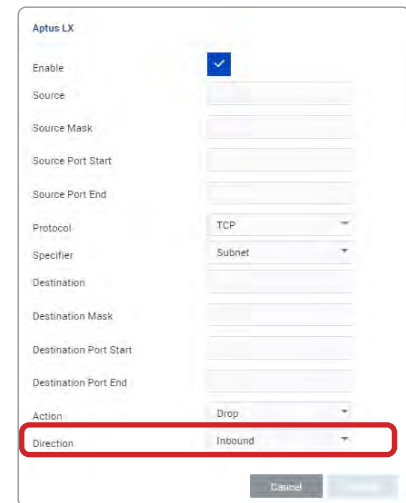 Aptus LX
Enable
Source
Source Mask
Source Port Start
Source Port End
Protocol TCP
Specifier Subnet
Destination
Destination Mask
Destination Port Start
Destination Port End
Action Drop
Direction Inbound
Cancel